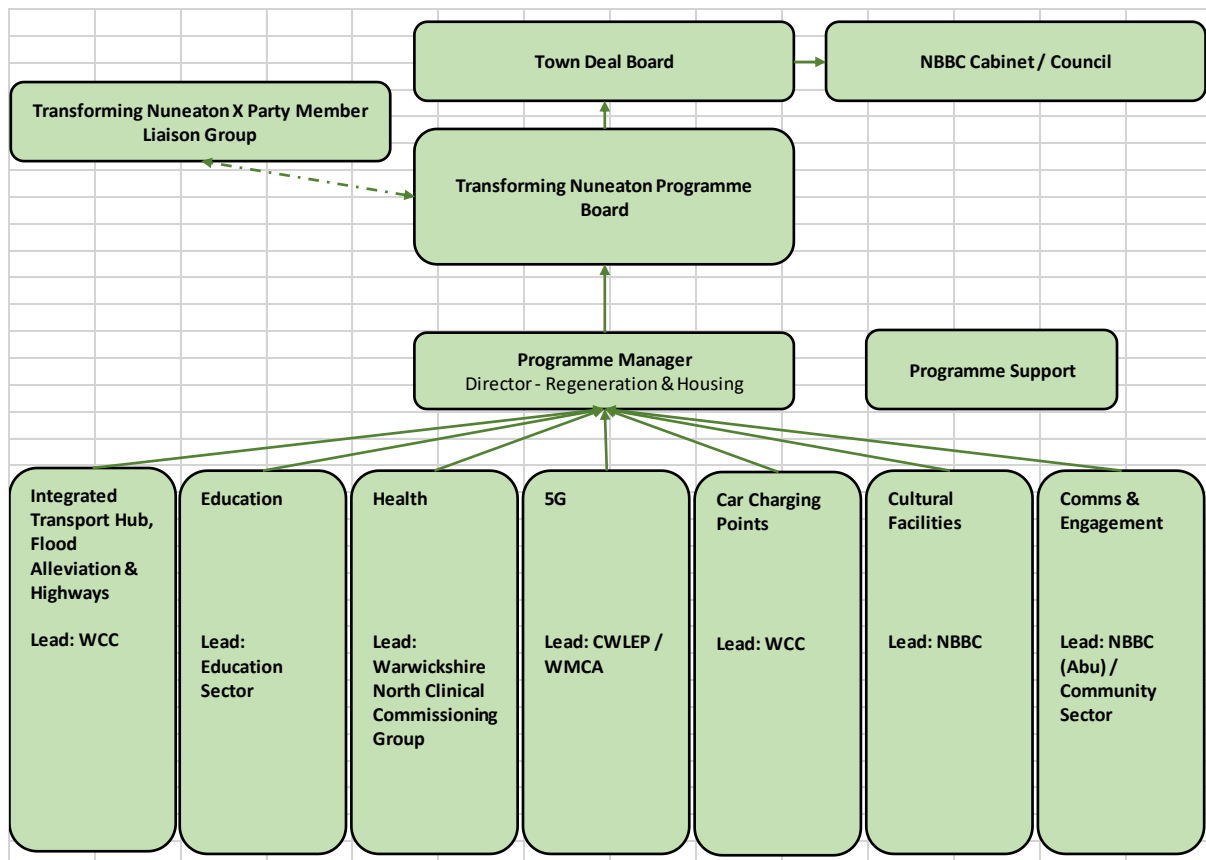 Town Deal Board
NBBC Cabinet / Council
Transforming Nuneaton X Party Member
Liaison Group
Transforming Nuneaton Programme
Board
Programme Manager
Director - Regeneration & Housing
Programme Support
Integrated
Transport Hub,
Flood
Alleviation &
Highways
Lead: WCC
Education
Lead:
Education
Sector
Health
Lead:
Warwickshire
North Clinical
Commissioning
Group
5G
Lead: CWLEP /
WMCA
Car Charging
Points
Lead: WCC
Cultural
Facilities
Lead: NBBC
Comms &
Engagement
Lead: NBBC
(Abu) /
Community
Sector